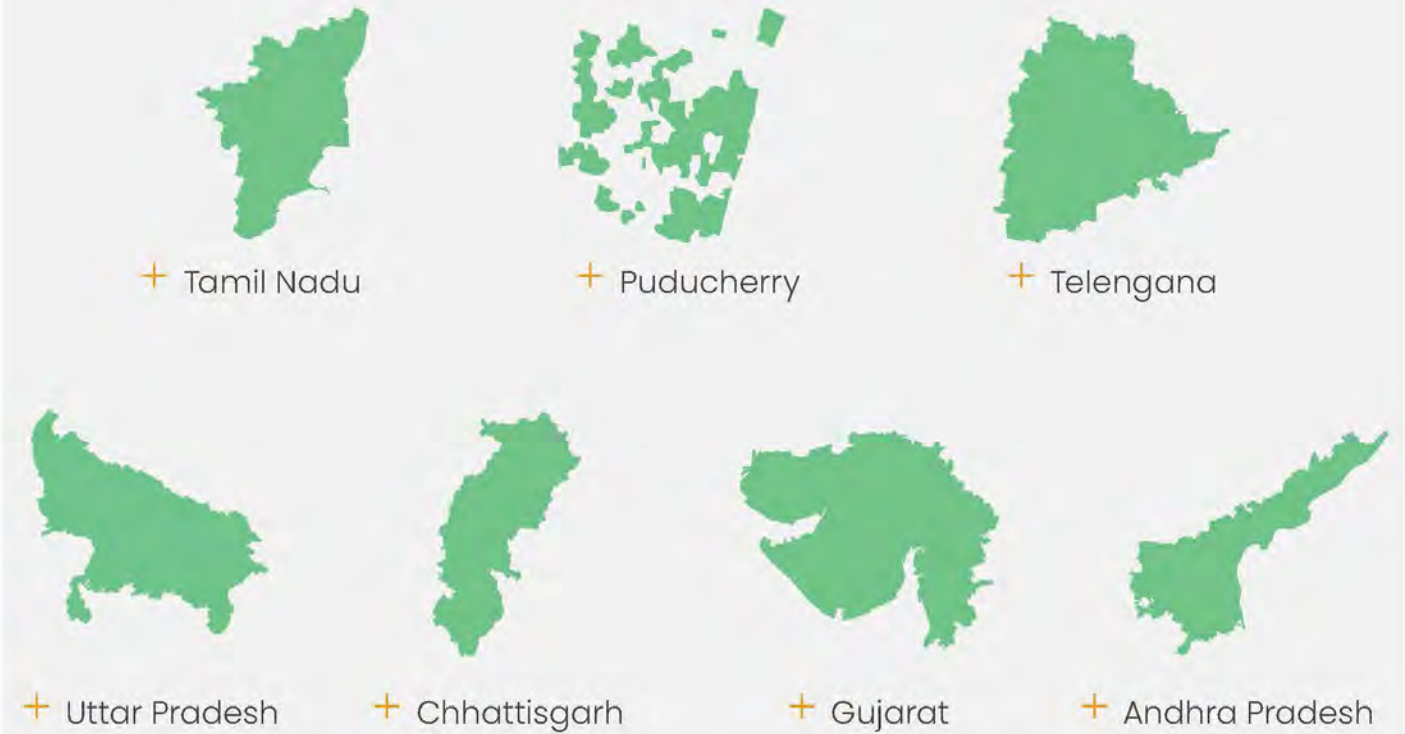 Tamil Nadu
Puducherry
Telengana
Uttar Pradesh
Chhattisgarh
Gujarat
Andhra Pradesh